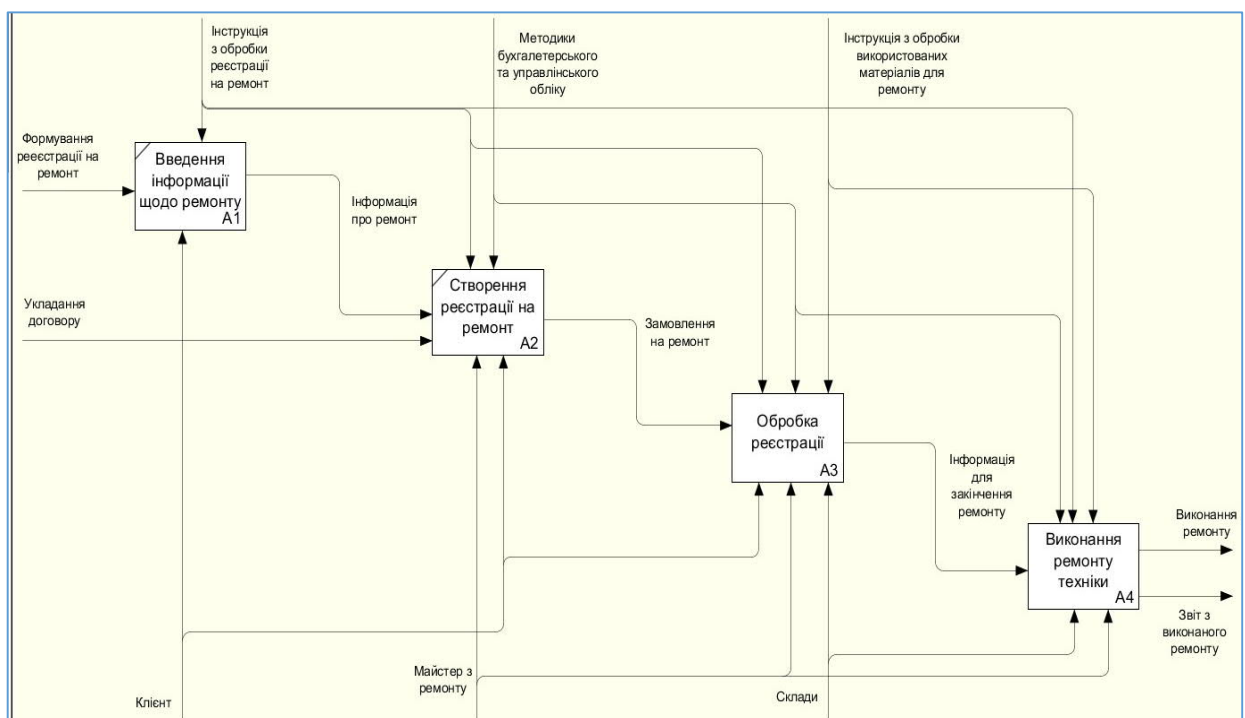 Інструкція
з обробки
реєстрації
на ремонт
Методики
бухгалетерського
та управлінського
обліку
Інструкція з обробки
використованих
матеріалів для
ремонту
Формування
рееєстрації на
ремонт
Введення
інформації
щодо ремонту
A1
Інформація
про ремонт
Укладання
договору
Створення
реєстрації на
ремонт
A2
Замовлення
на ремонт
Обробка
реєстрації
A3
Інформація
для
закінчення
ремонту
Виконання
ремонту
Виконання
ремонту
техніки
A4
Звіт з
виконаного
ремонту
Майстер з
ремонту
Клієнт
Склади